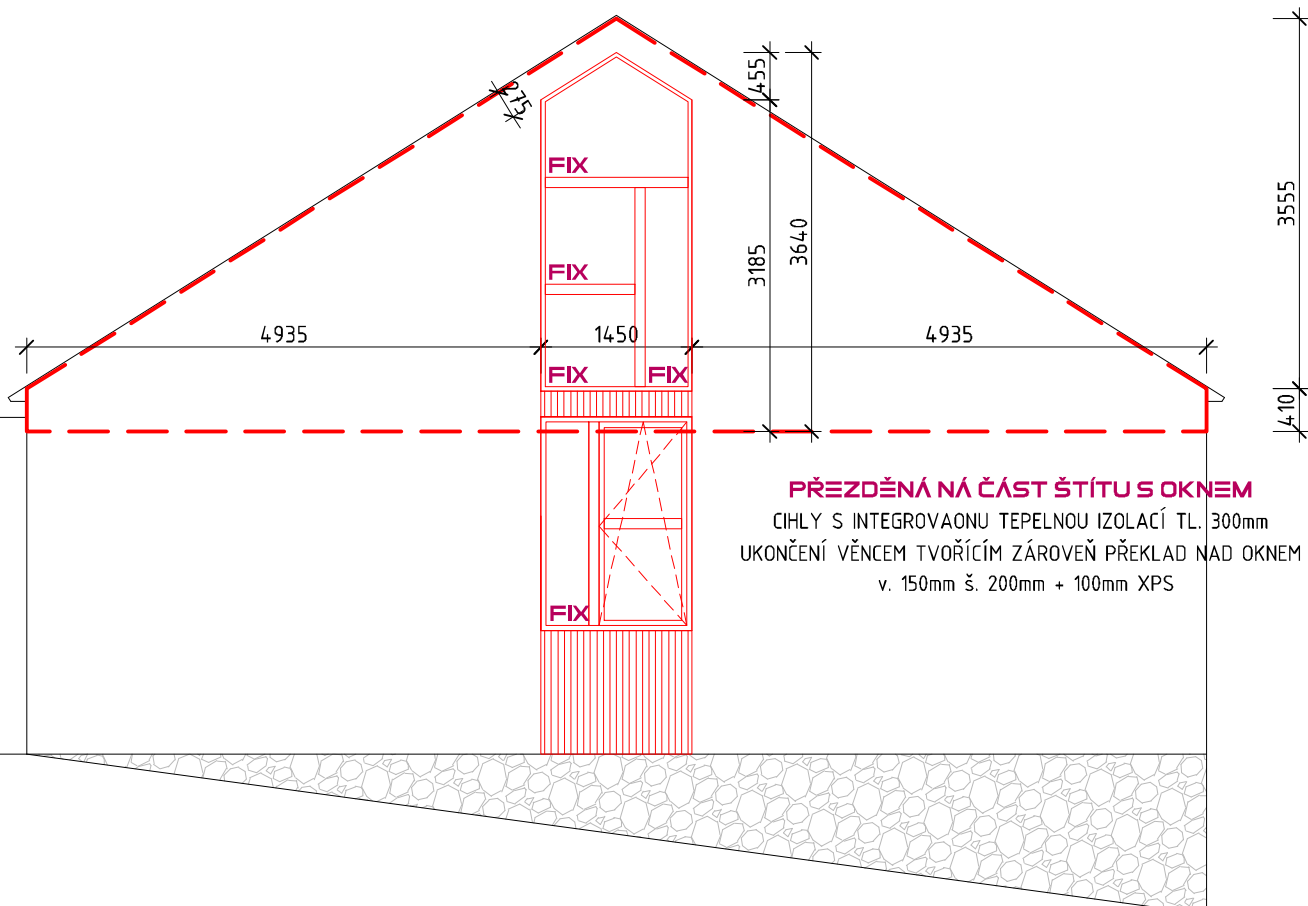 455
3555
275
FIX
3640
3185
FIX
4935
1450
4935
FIX
FIX
410
PŘEZDĚNÁ NÁ ČÁST ŠTÍTU S OKNEM
CIHLY S INTEGROVAONU TEPELNOU IZOLACÍ TL. 300mm
UKONČENÍ VĚNCEM TVOŘÍCÍM ZÁROVEŇ PŘEKLAD NAD OKNEM
v. 150mm š. 200mm + 100mm XPS
FIX